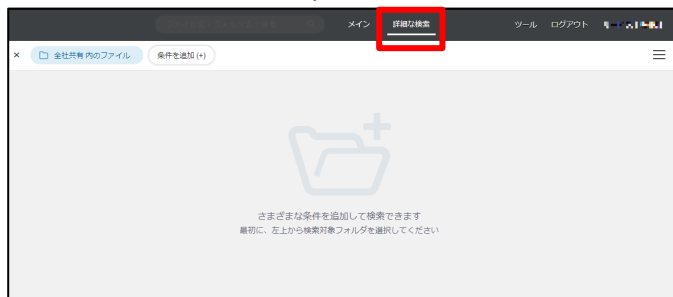 メイン 詳細な検索 ツール ログアウト
× 全社共有 内のファイル 条件を追加 (+)
さまざまな条件を追加して検索できます
最初に、左上から検索対象フォルダを選択してください